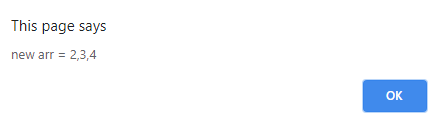 This page says
new arr = 2,3,4
OK